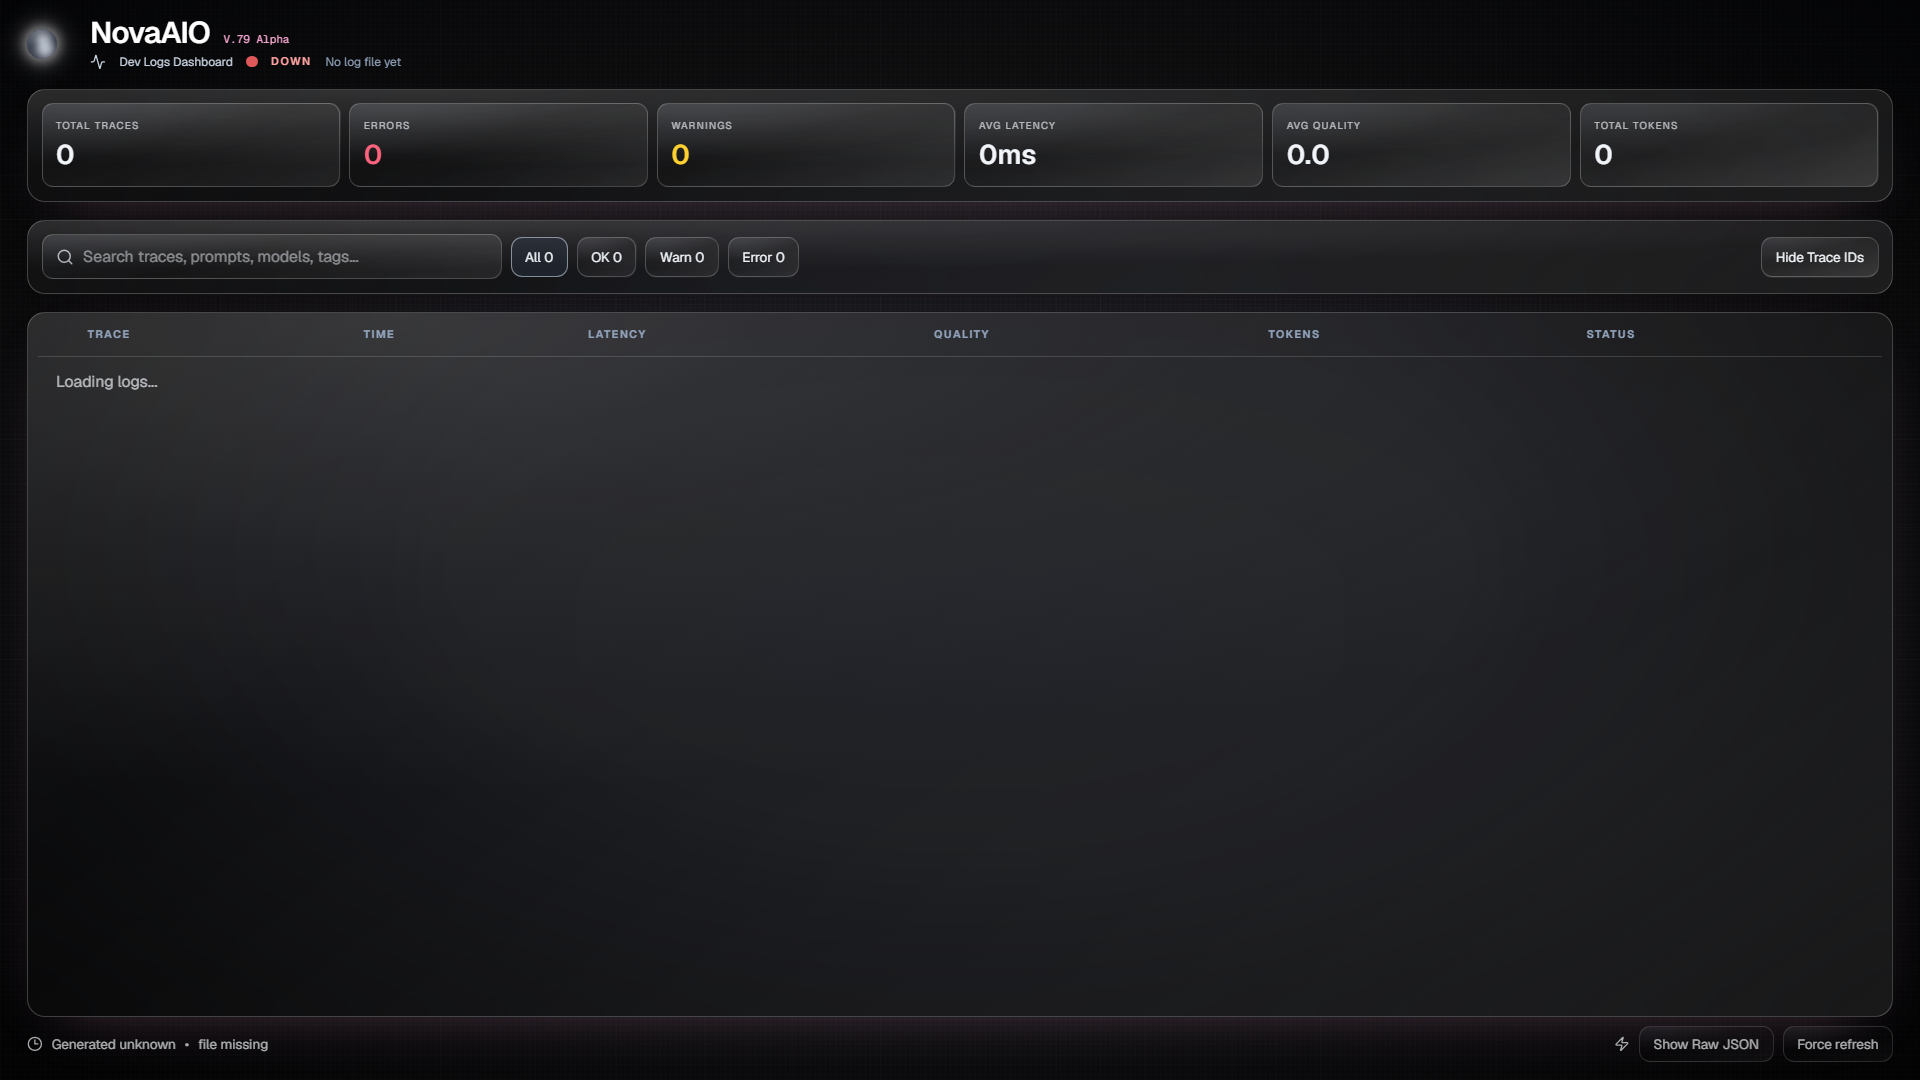 NovaAIO V.79 Alpha
Dev Logs Dashboard DOWN No log file yet
TOTAL TRACES
0
ERRORS
0
WARNINGS
0
AVG LATENCY
0ms
AVG QUALITY
0.0
TOTAL TOKENS
0
Search traces, prompts, models, tags... All 0 OK 0 Warn 0 Error 0 Hide Trace IDs
TRACE TIME LATENCY QUALITY TOKENS STATUS
Loading logs...
Generated unknown • file missing Show Raw JSON Force refresh